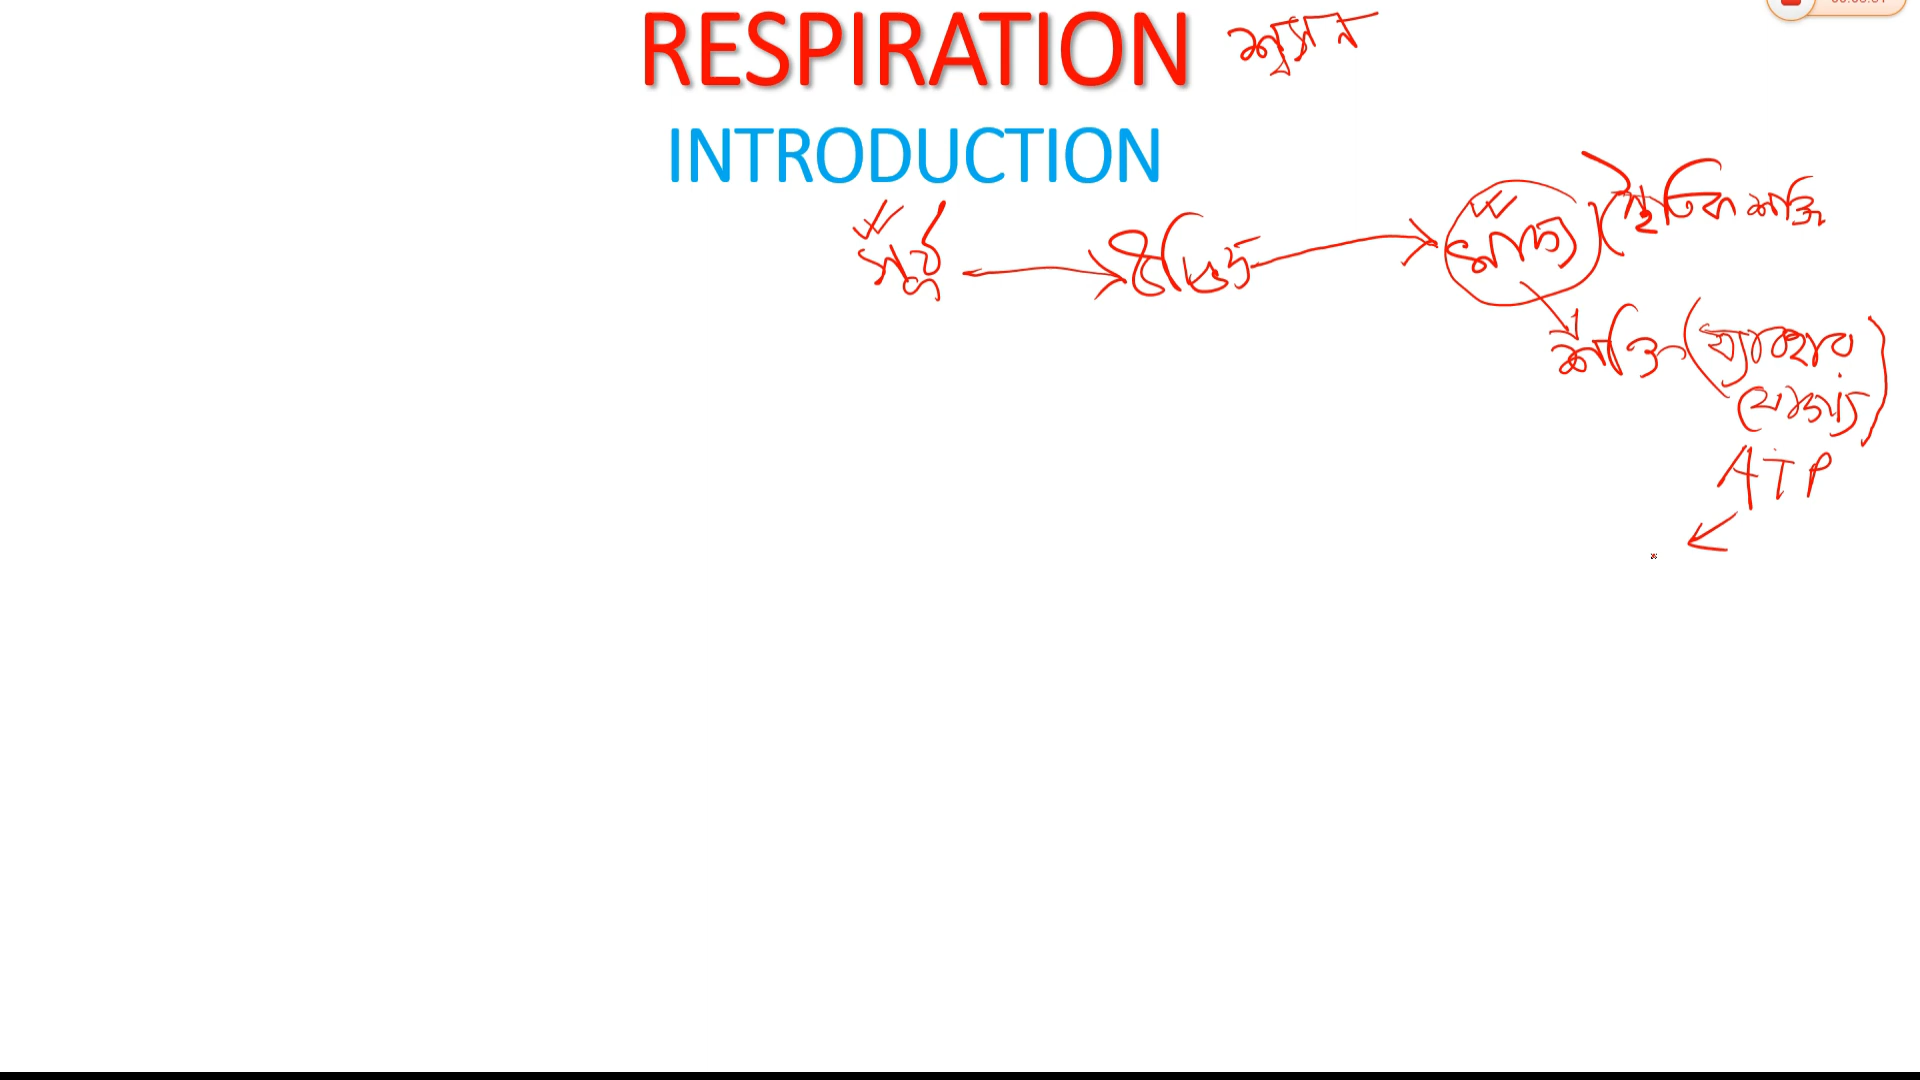 RESPIRATION শ্বসন
INTRODUCTION
সূর্য উদ্ভিদ খাদ্য (স্থৈতিক শক্তি
শক্তি (ব্যবহার
যোগ্য)
ATP